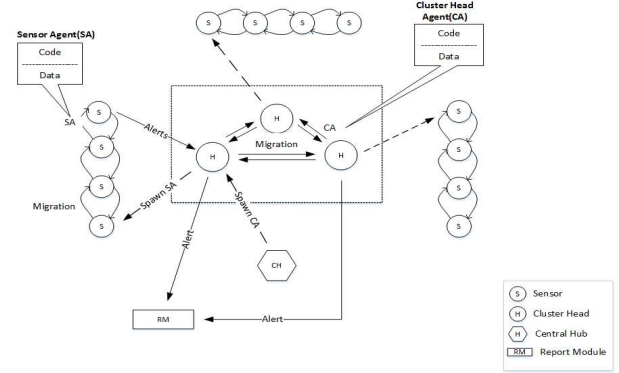 Cluster Head
Agent(CA)
Code
Data
Sensor Agent(SA)
Code
Data
S
S
S
S
SA
S
S
S
S
Migration
Alerts
H
H
H
CA
Migration
S
S
S
S
Spawn SA
Spawn CA
Alert
CH
RM
Alert
S Sensor
H Cluster Head
H Central Hub
RM Report Module